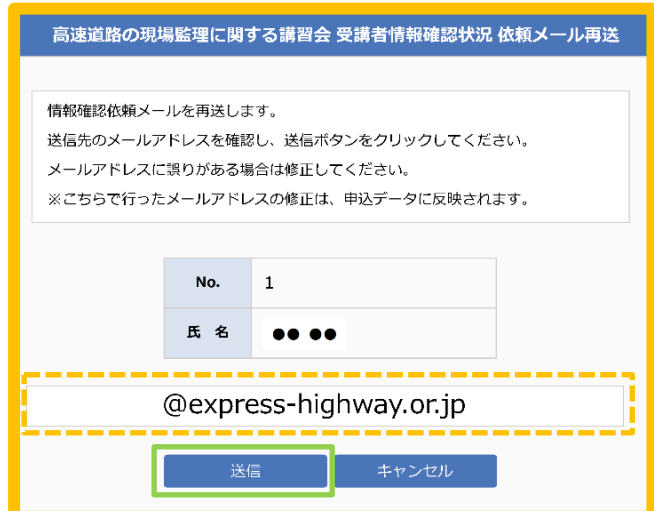 高速道路の現場監理に関する講習会 受講者情報確認状況 依頼メール再送
情報確認依頼メールを再送します。
送信先のメールアドレスを確認し、送信ボタンをクリックしてください。
メールアドレスに誤りがある場合は修正してください。
※こちらで行ったメールアドレスの修正は、申込データに反映されます。
No. 1
氏 名 ●● ●●
@express-highway.or.jp
送信 キャンセル